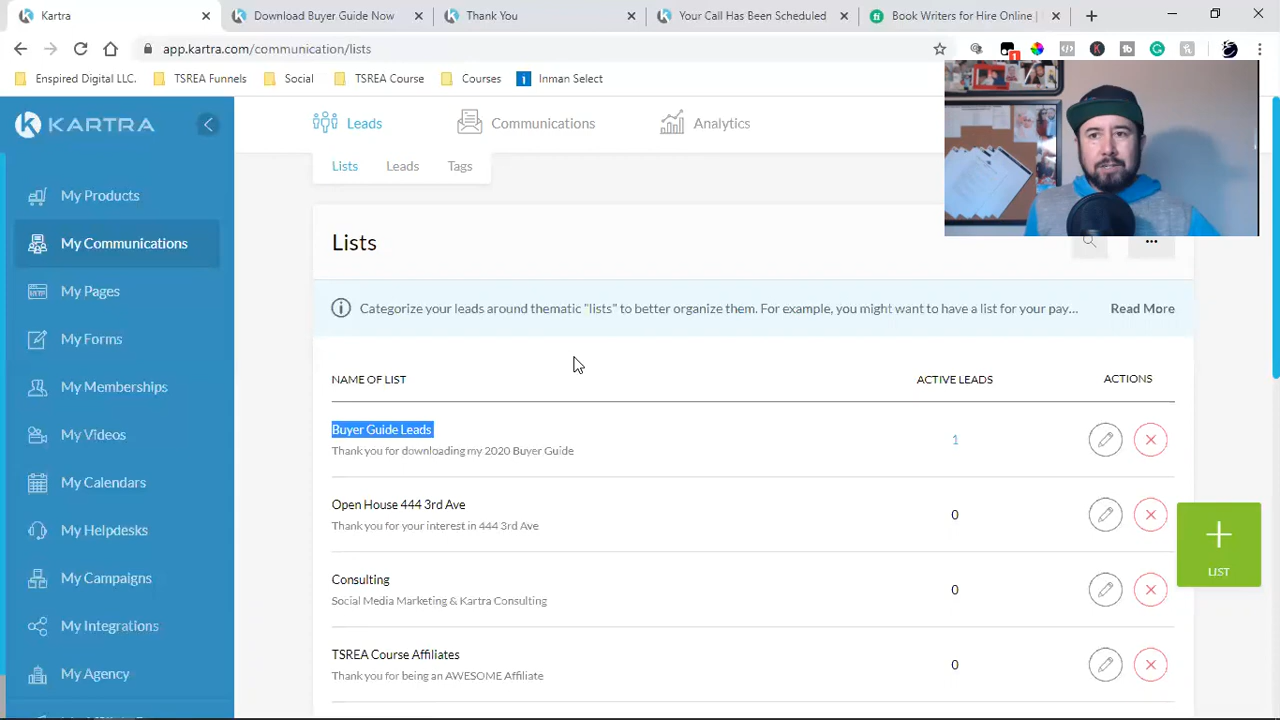 Kartra
Download Buyer Guide Now
Thank You
Your Call Has Been Scheduled
Book Writers for Hire Online |
app.kartra.com/communication/lists
1
Enspired Digital LLC.
TSREA Funnels
TSREA Course
Courses
Inman Select
KARTRA
Leads
Communications
Analytics
Lists
Leads
Tags
My Products
My Communications
My Pages
My Forms
My Memberships
My Videos
My Calendars
My Helpdesks
My Campaigns
My Integrations
My Agency
Lists
Categorize your leads around thematic "lists" to better organize them. For example, you might want to have a list for your pay...
Read More
NAME OF LIST
ACTIVE LEADS
ACTIONS
Buyer Guide Leads
1
Thank you for downloading my 2020 Buyer Guide
Open House 444 3rd Ave
0
Thank you for your interest in 444 3rd Ave
Consulting
0
Social Media Marketing & Kartra Consulting
TSREA Course Affiliates
0
Thank you for being an AWESOME Affiliate
LIST